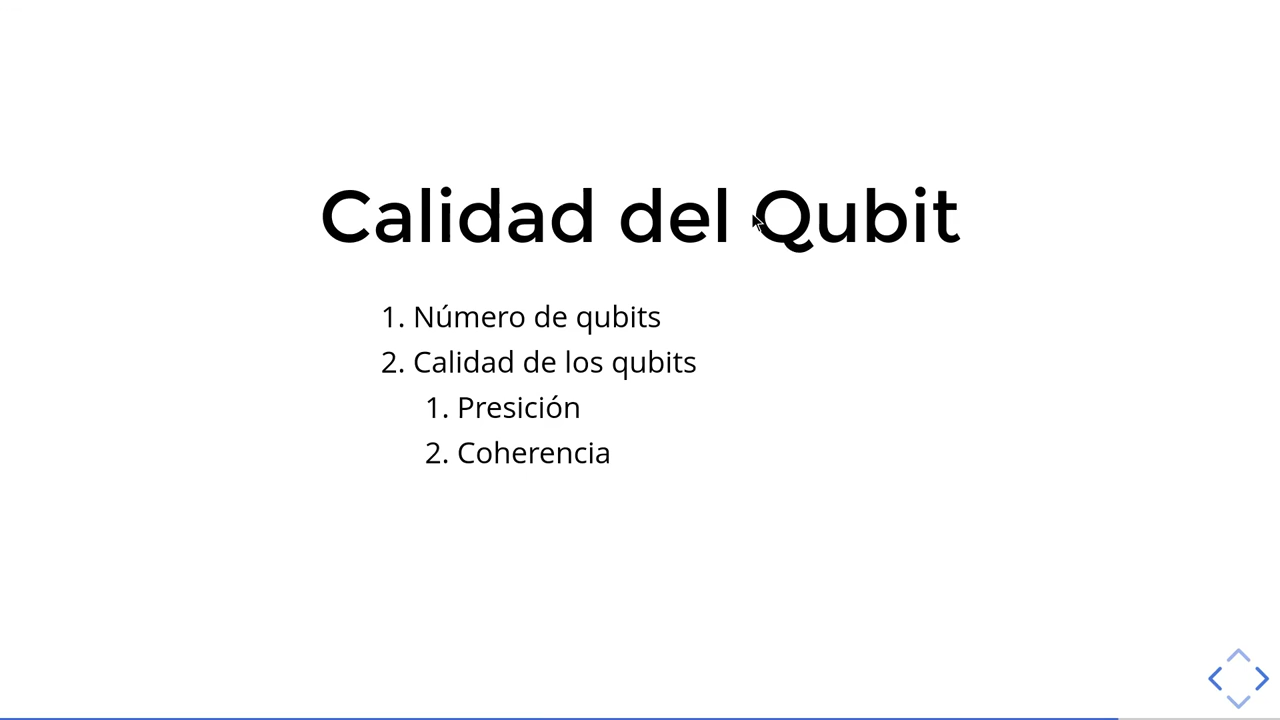 Calidad del Qubit
1. Número de qubits
2. Calidad de los qubits
1. Presición
2. Coherencia